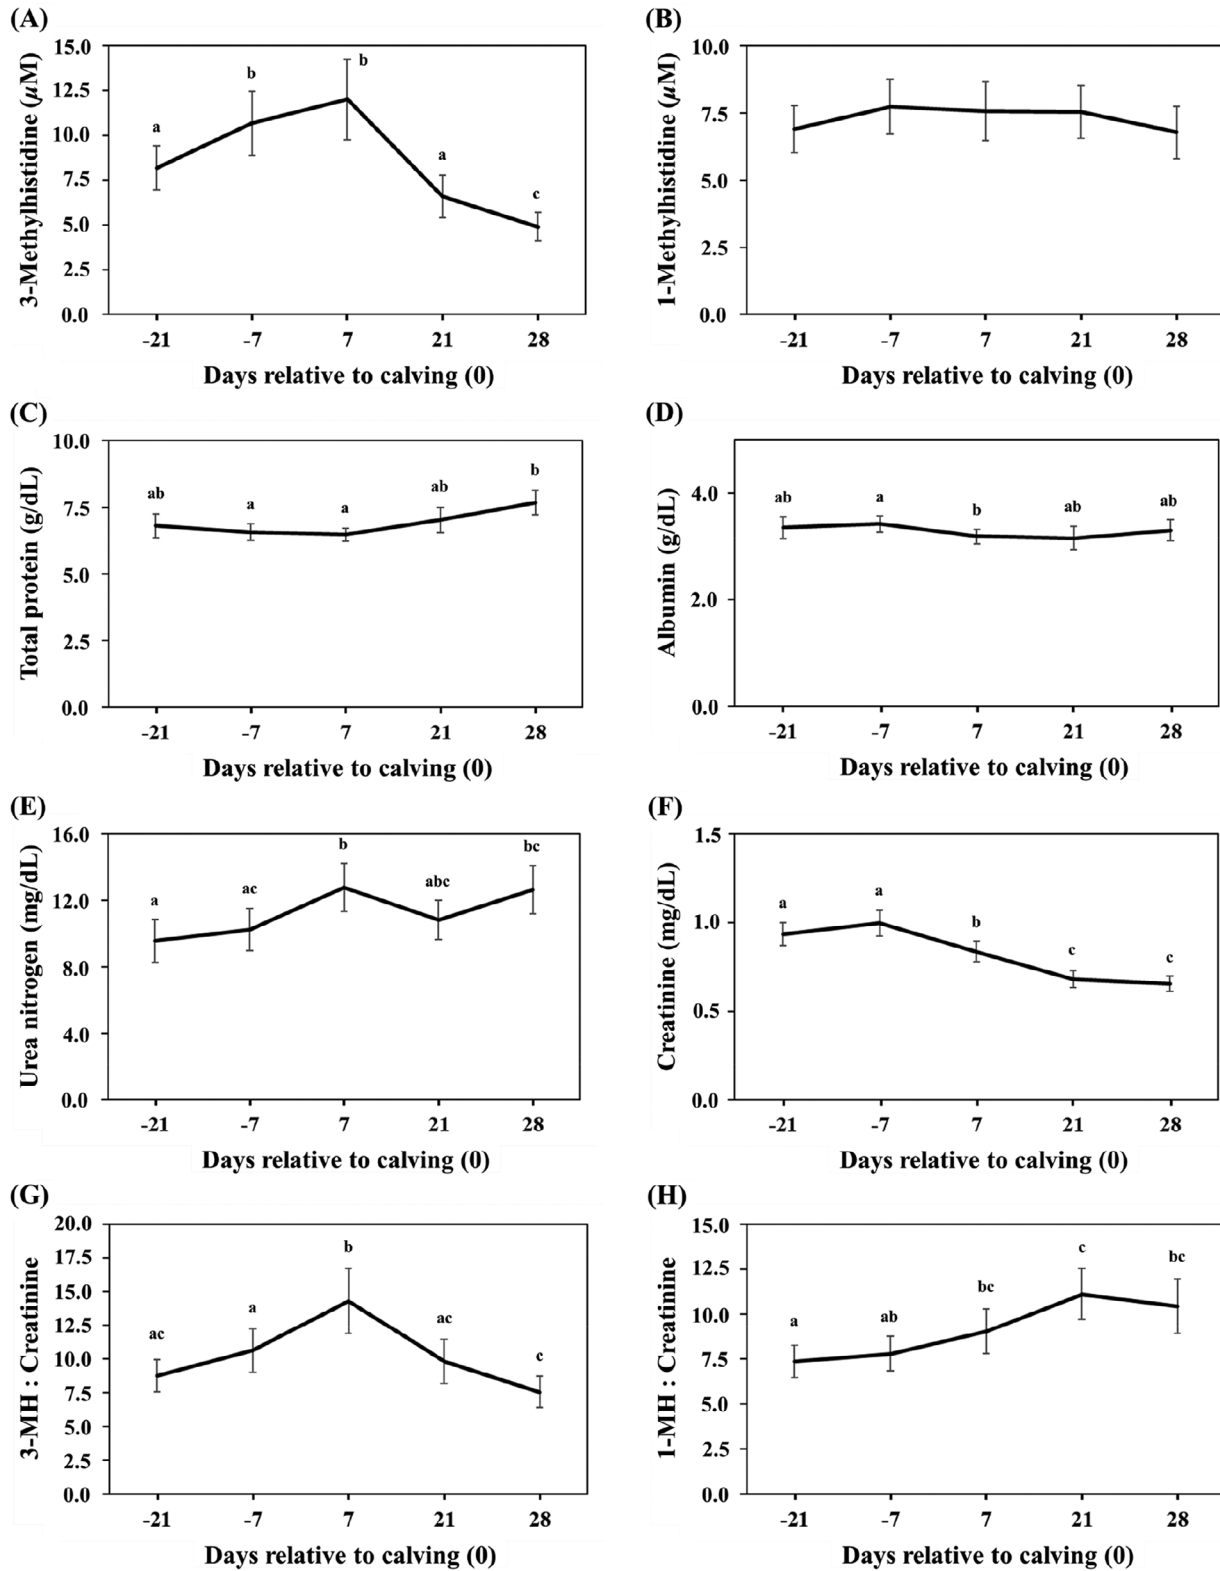 (A)
3-Methylhistidine (µM)
15.0
12.5
10.0
7.5
5.0
2.5
0.0
a
b
b
a
c
-21 -7 7 21 28
Days relative to calving (0)
(B)
1-Methylhistidine (µM)
10.0
7.5
5.0
2.5
0.0
-21 -7 7 21 28
Days relative to calving (0)
(C)
Total protein (g/dL)
10.0
7.5
5.0
2.5
0.0
ab
a
a
ab
b
-21 -7 7 21 28
Days relative to calving (0)
(D)
Albumin (g/dL)
4.0
2.0
0.0
ab
a
b
ab
ab
-21 -7 7 21 28
Days relative to calving (0)
(E)
Urea nitrogen (mg/dL)
16.0
12.0
8.0
4.0
0.0
a
ac
b
abc
bc
-21 -7 7 21 28
Days relative to calving (0)
(F)
Creatinine (mg/dL)
1.5
1.0
0.5
0.0
a
a
b
c
c
-21 -7 7 21 28
Days relative to calving (0)
(G)
3-MH : Creatinine
20.0
17.5
15.0
12.5
10.0
7.5
5.0
2.5
0.0
ac
a
b
ac
c
-21 -7 7 21 28
Days relative to calving (0)
(H)
1-MH : Creatinine
15.0
12.5
10.0
7.5
5.0
2.5
0.0
a
ab
bc
c
bc
-21 -7 7 21 28
Days relative to calving (0)